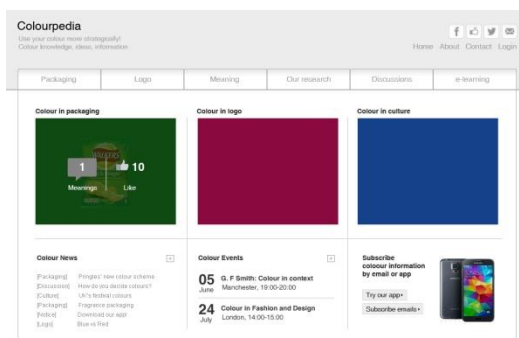 Colourpedia
Use your colour more strategically!
Colour knowledge, ideas, information
Home About Contact Login
Packaging Logo Meaning Our research Discussions e-learning
Colour in packaging
Colour in logo
Colour in culture
1 10
Meanings Like
Colour News
[Packaging] Pringles' new colour scheme
[Discussion] How do you decide colours?
[Culture] UK's festival colours
[Packaging] Fragrance packaging
[Notice] Download our app!
[Logo] Blue vs Red
Colour Events
05 June G. F Smith: Colour in context
Manchester, 19:00-20:00
24 July Colour in Fashion and Design
London, 14:00-15:00
Subscribe
colour information
by email or app
Try our app
Subscribe emails